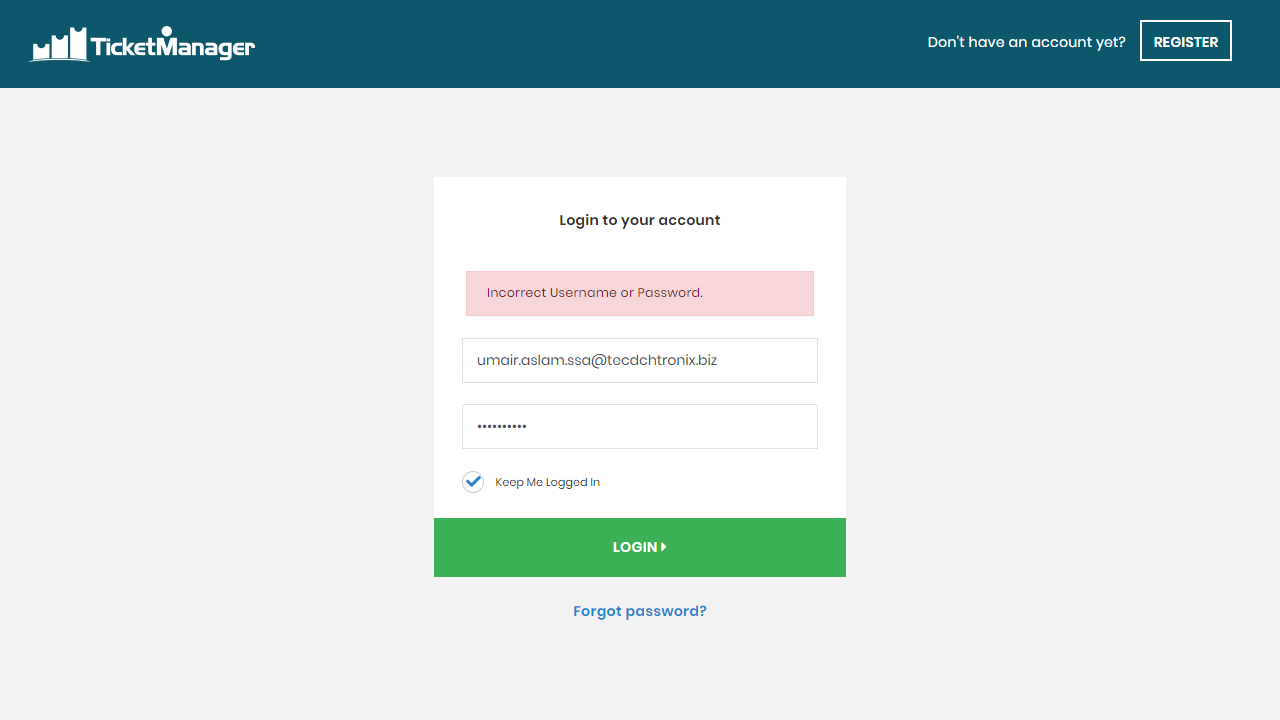 TicketManager
Don't have an account yet? REGISTER
Login to your account
Incorrect Username or Password.
umair.aslam.ssa@tecdchtronix.biz
••••••••••
Keep Me Logged In
LOGIN
Forgot password?